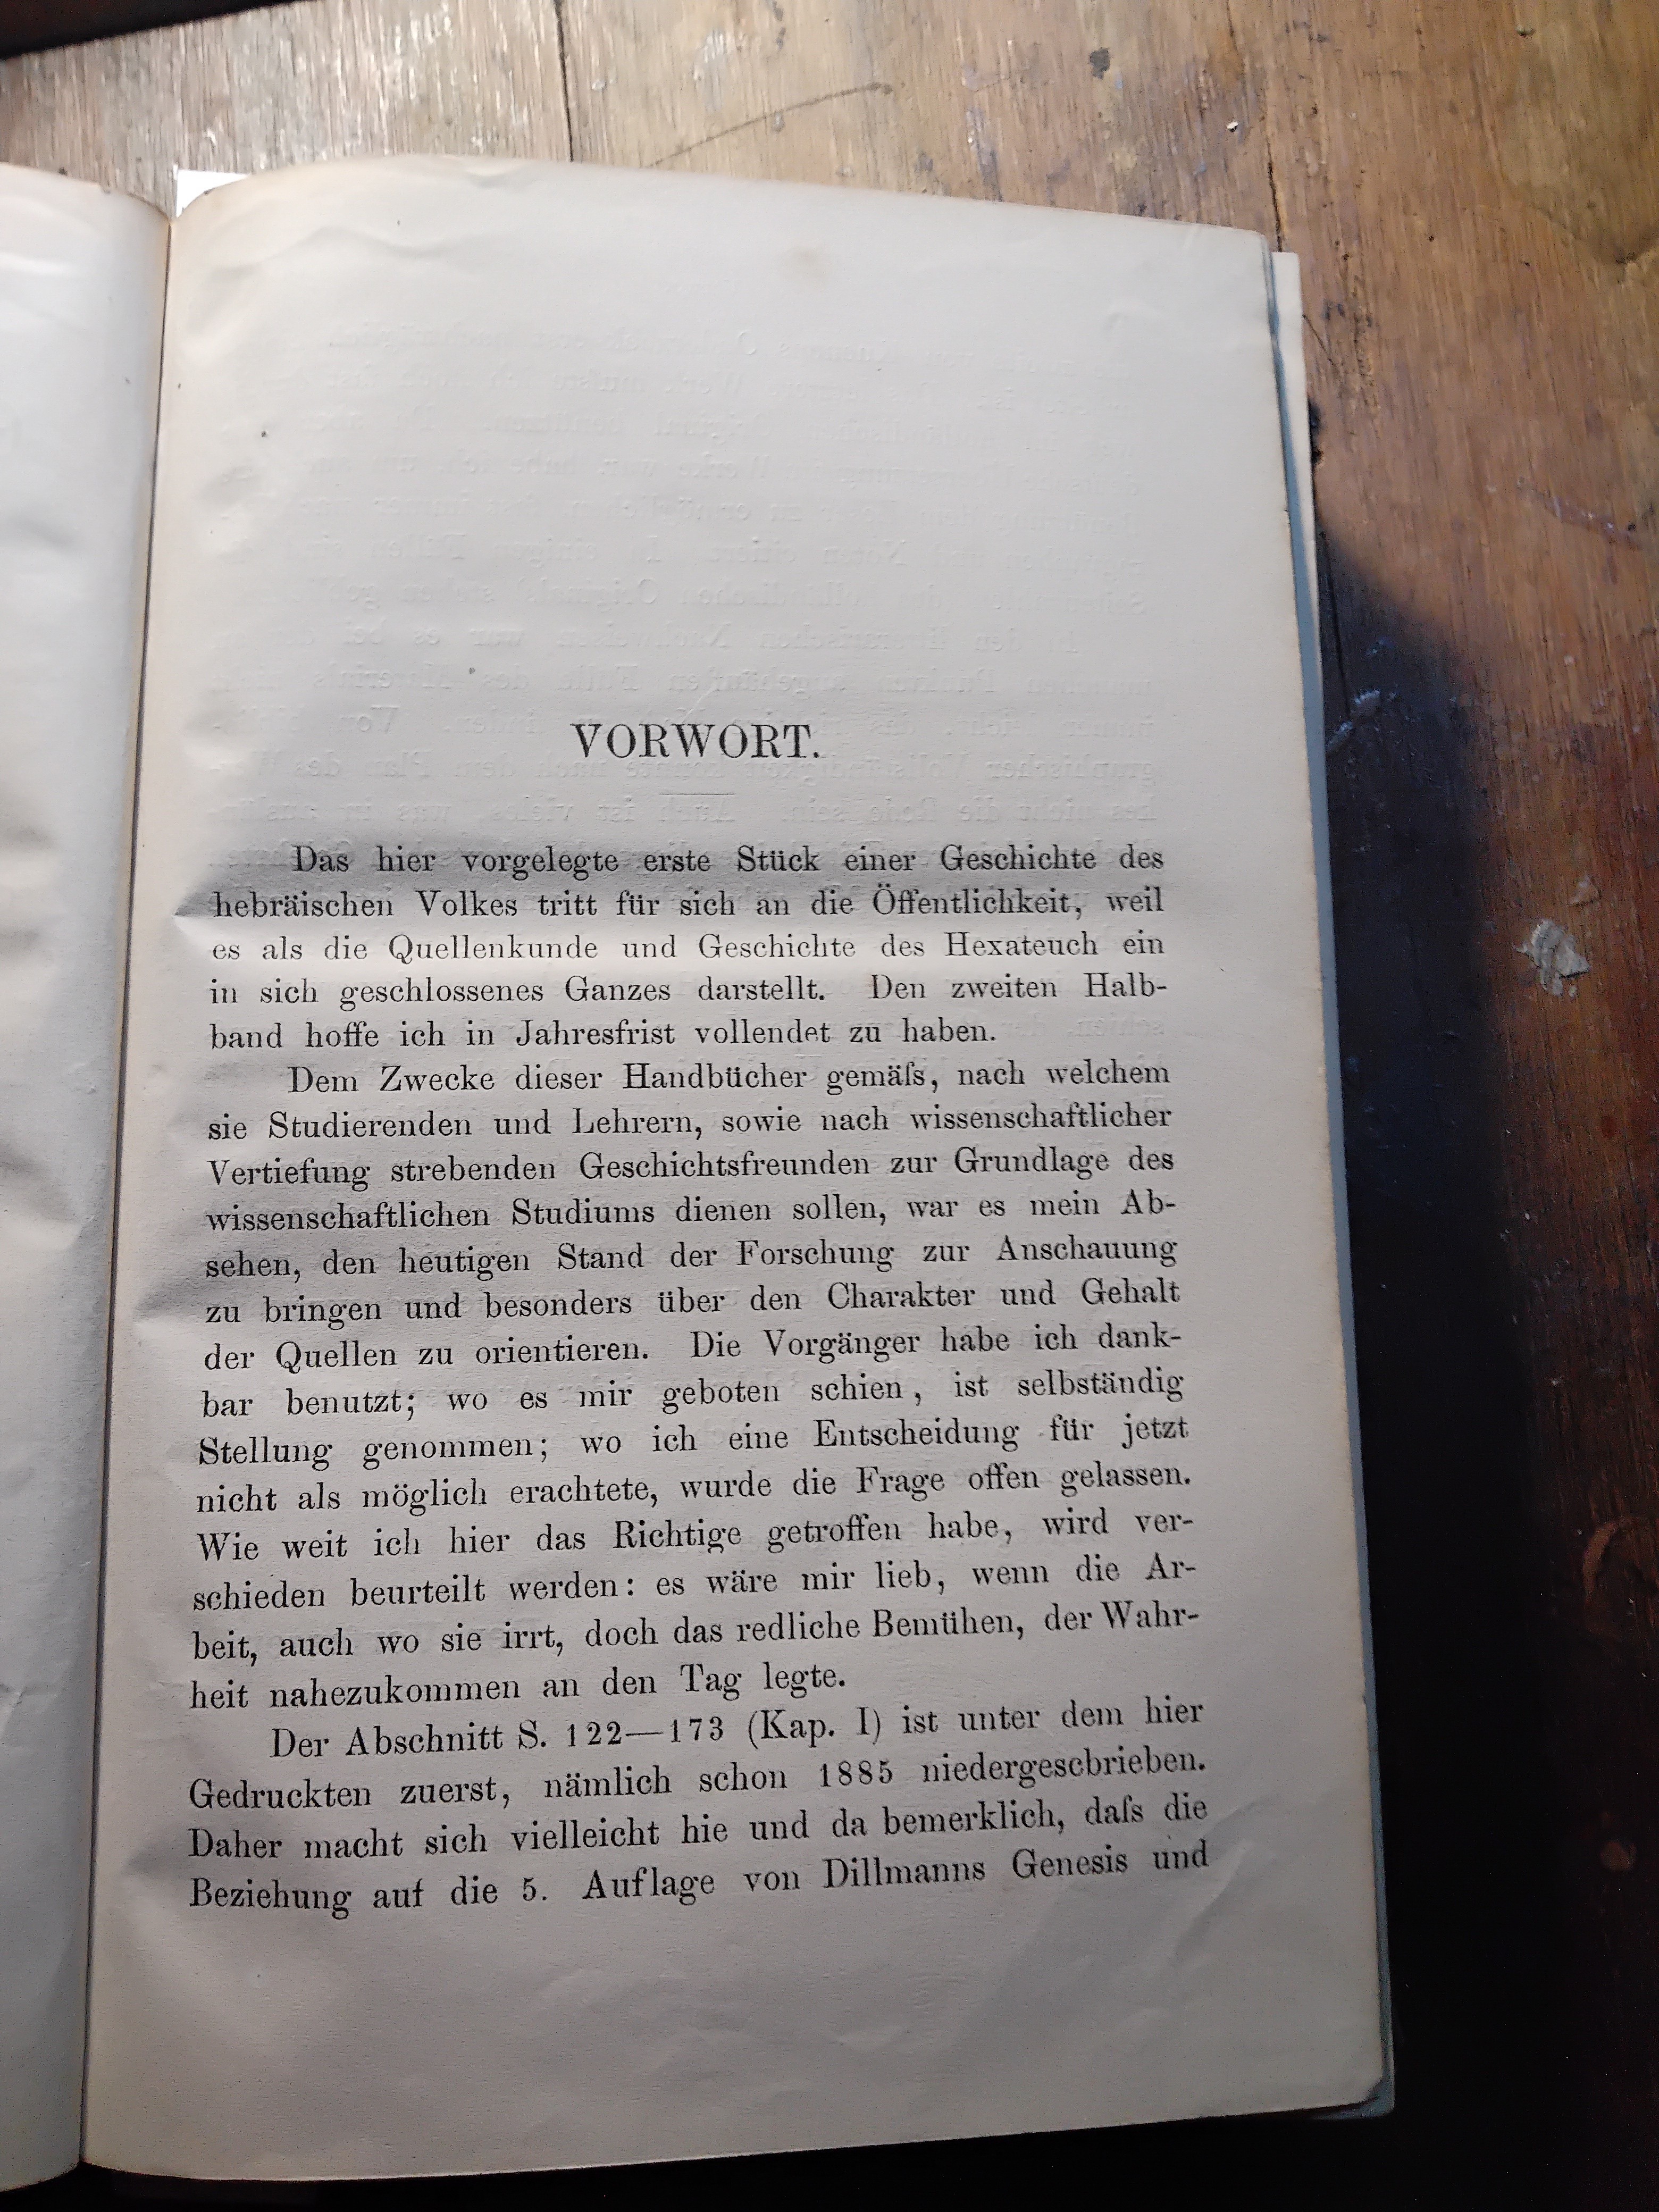 VORWORT.
Das hier vorgelegte erste Stück einer Geschichte des
hebräischen Volkes tritt für sich an die Öffentlichkeit, weil
es als die Quellenkunde und Geschichte des Hexateuch ein
in sich geschlossenes Ganzes darstellt. Den zweiten Halb-
band hoffe ich in Jahresfrist vollendet zu haben.
Dem Zwecke dieser Handbücher gemäſs, nach welchem
sie Studierenden und Lehrern, sowie nach wissenschaftlicher
Vertiefung strebenden Geschichtsfreunden zur Grundlage des
wissenschaftlichen Studiums dienen sollen, war es mein Ab-
sehen, den heutigen Stand der Forschung zur Anschauung
zu bringen und besonders über den Charakter und Gehalt
der Quellen zu orientieren. Die Vorgänger habe ich dank-
bar benutzt; wo es mir geboten schien, ist selbständig
Stellung genommen; wo ich eine Entscheidung für jetzt
nicht als möglich erachtete, wurde die Frage offen gelassen.
Wie weit ich hier das Richtige getroffen habe, wird ver-
schieden beurteilt werden: es wäre mir lieb, wenn die Ar-
beit, auch wo sie irrt, doch das redliche Bemühen, der Wahr-
heit nahezukommen an den Tag legte.
Der Abschnitt S. 122—173 (Kap. I) ist unter dem hier
Gedruckten zuerst, nämlich schon 1885 niedergescbrieben.
Daher macht sich vielleicht hie und da bemerklich, daſs die
Beziehung auf die 5. Auflage von Dillmanns Genesis und